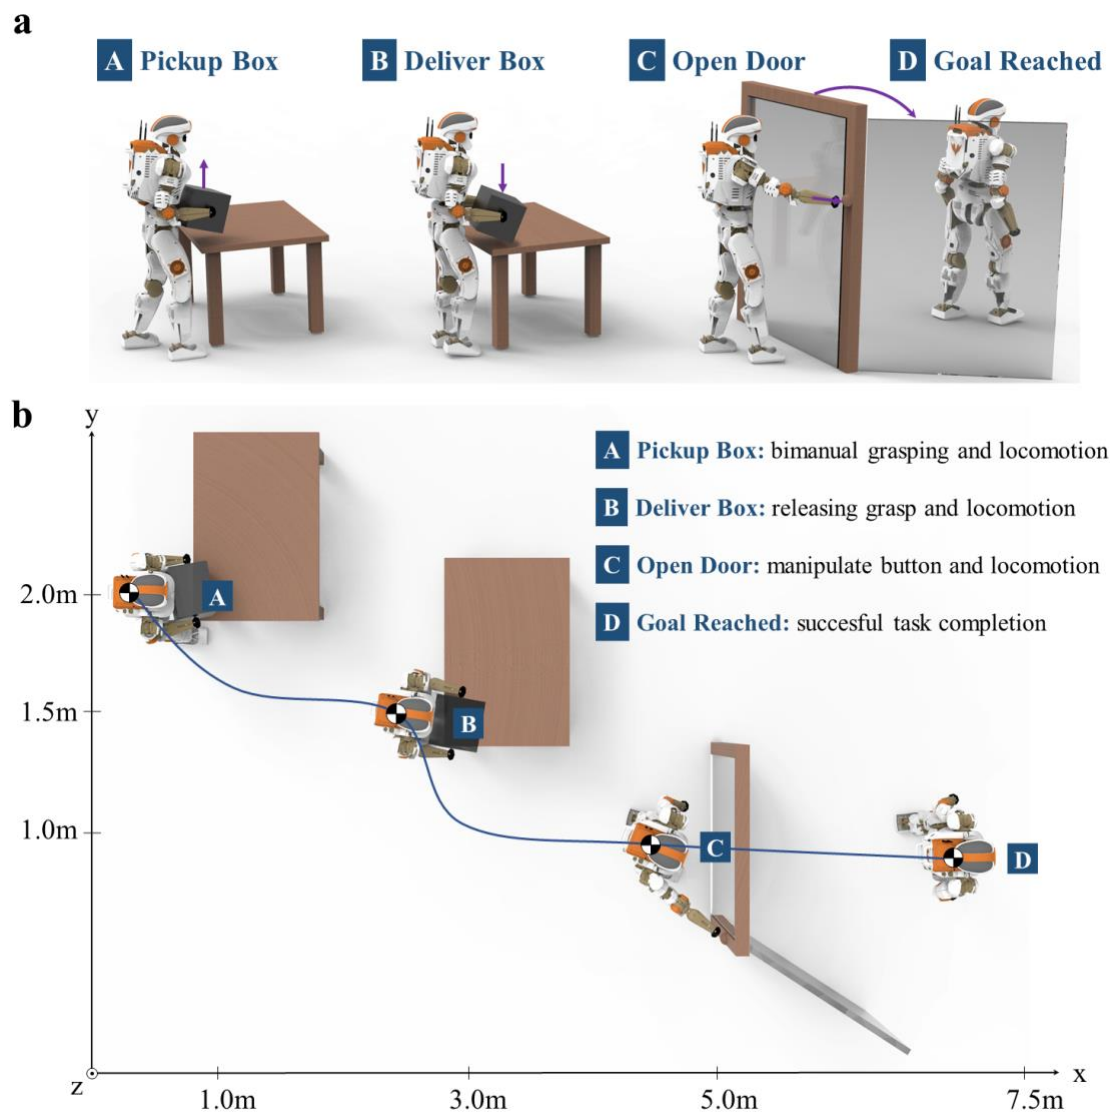 a
A Pickup Box
B Deliver Box
C Open Door
D Goal Reached
b
y
A Pickup Box: bimanual grasping and locomotion
B Deliver Box: releasing grasp and locomotion
C Open Door: manipulate button and locomotion
D Goal Reached: succesful task completion
2.0m
A
1.5m
B
1.0m
C
D
z
x
1.0m
3.0m
5.0m
7.5m